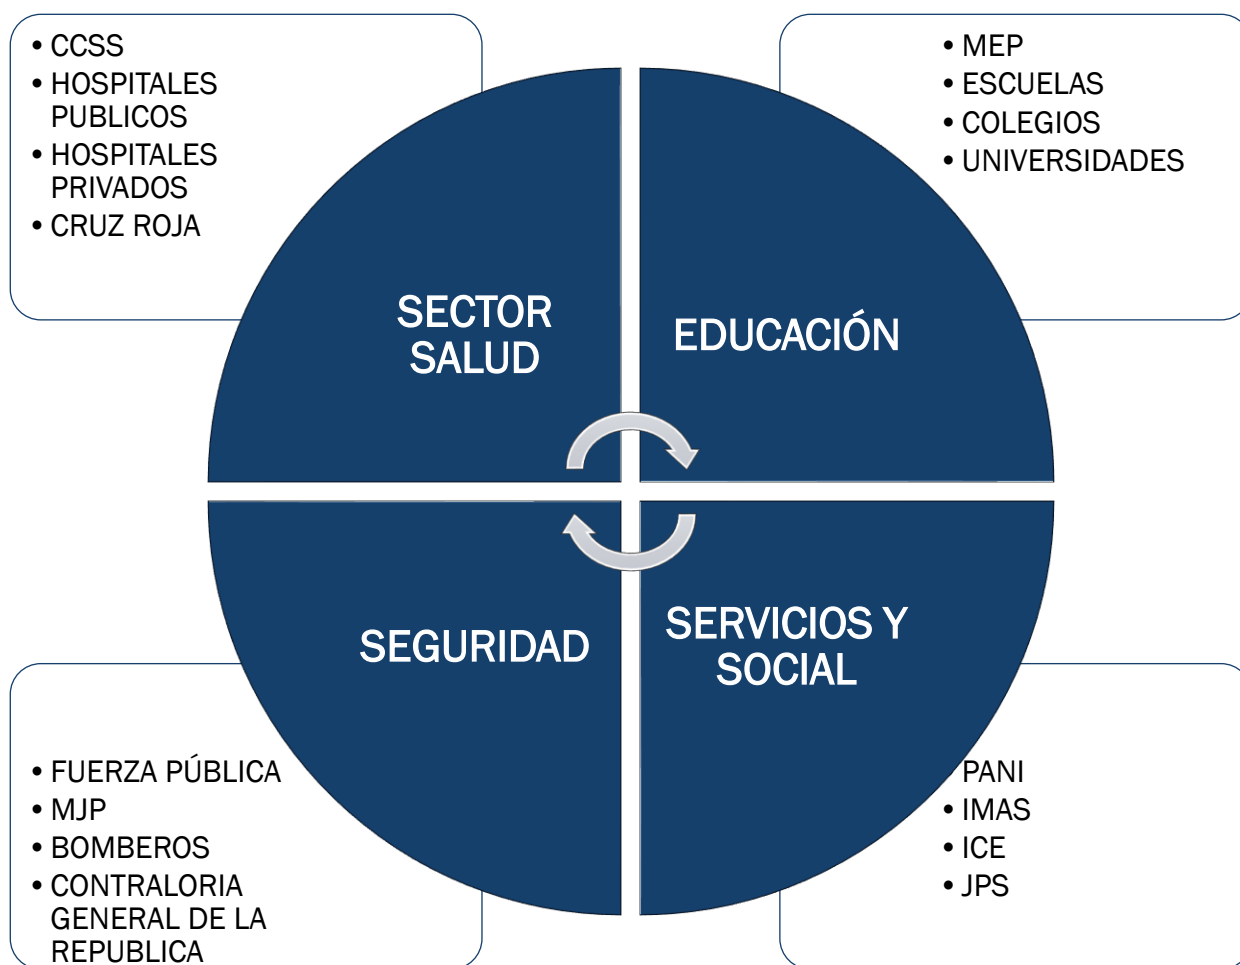 • CCSS
• HOSPITALES
PUBLICOS
• HOSPITALES
PRIVADOS
• CRUZ ROJA
• MEP
• ESCUELAS
• COLEGIOS
• UNIVERSIDADES
SECTOR
SALUD
EDUCACIÓN
SEGURIDAD
SERVICIOS Y
SOCIAL
• FUERZA PÚBLICA
• MJP
• BOMBEROS
• CONTRALORIA
GENERAL DE LA
REPUBLICA
PANI
• IMAS
• ICE
• JPS